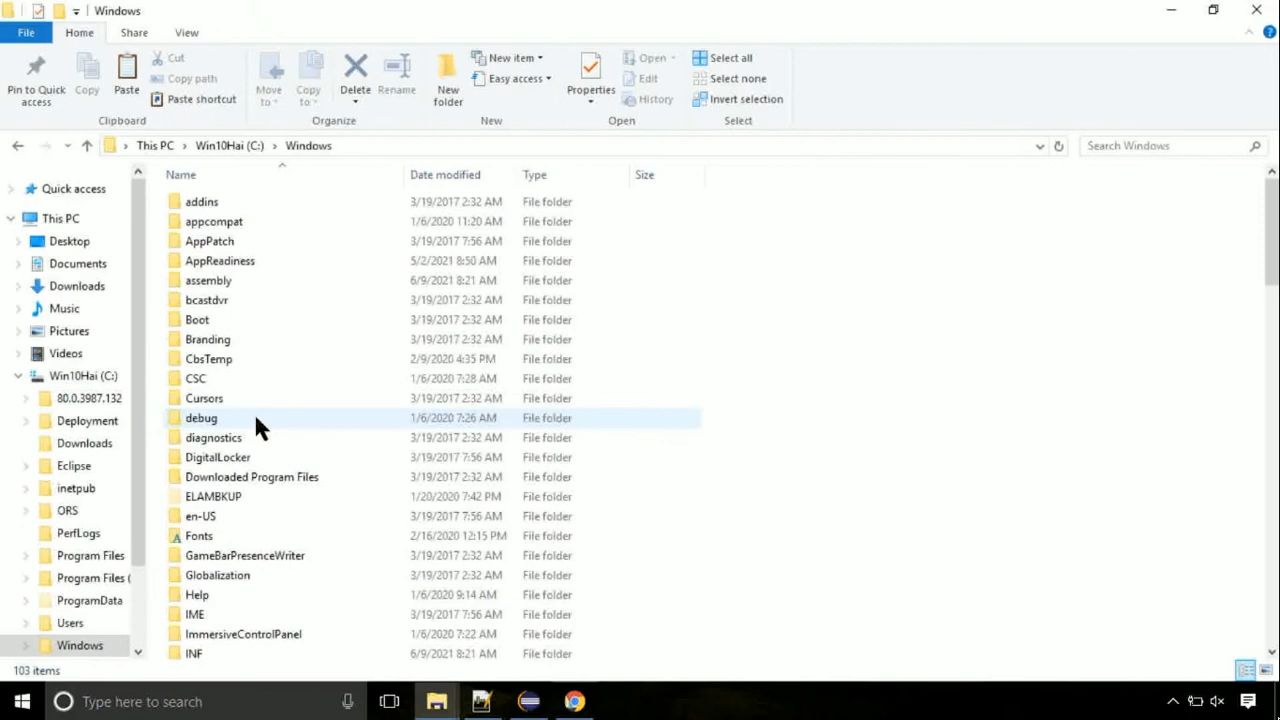 Windows
File Home Share View
Pin to Quick access
Copy
Paste
Cut
Copy path
Paste shortcut
Clipboard
Move to
Copy to
Delete
Rename
Organize
New folder
New item
Easy access
New
Properties
Open
Edit
History
Open
Select all
Select none
Invert selection
Select
This PC > Win10Hai (C:) > Windows
Search Windows
Quick access
This PC
Desktop
Documents
Downloads
Music
Pictures
Videos
Win10Hai (C:)
80.0.3987.132
Deployment
Downloads
Eclipse
inetpub
ORS
PerfLogs
Program Files
Program Files (
ProgramData
Users
Windows
Name Date modified Type Size
addins 3/19/2017 2:32 AM File folder
appcompat 1/6/2020 11:20 AM File folder
AppPatch 3/19/2017 7:56 AM File folder
AppReadiness 5/2/2021 8:50 AM File folder
assembly 6/9/2021 8:21 AM File folder
bcastdvr 3/19/2017 2:32 AM File folder
Boot 3/19/2017 2:32 AM File folder
Branding 3/19/2017 2:32 AM File folder
CbsTemp 2/9/2020 4:35 PM File folder
CSC 1/6/2020 7:28 AM File folder
Cursors 3/19/2017 2:32 AM File folder
debug 1/6/2020 7:26 AM File folder
diagnostics 3/19/2017 2:32 AM File folder
DigitalLocker 3/19/2017 7:56 AM File folder
Downloaded Program Files 3/19/2017 2:32 AM File folder
ELAMBKUP 1/20/2020 7:42 PM File folder
en-US 3/19/2017 7:56 AM File folder
Fonts 2/16/2020 12:15 PM File folder
GameBarPresenceWriter 3/19/2017 2:32 AM File folder
Globalization 3/19/2017 2:32 AM File folder
Help 1/6/2020 9:14 AM File folder
IME 3/19/2017 7:56 AM File folder
ImmersiveControlPanel 1/6/2020 7:22 AM File folder
INF 6/9/2021 8:21 AM File folder
103 items
Type here to search